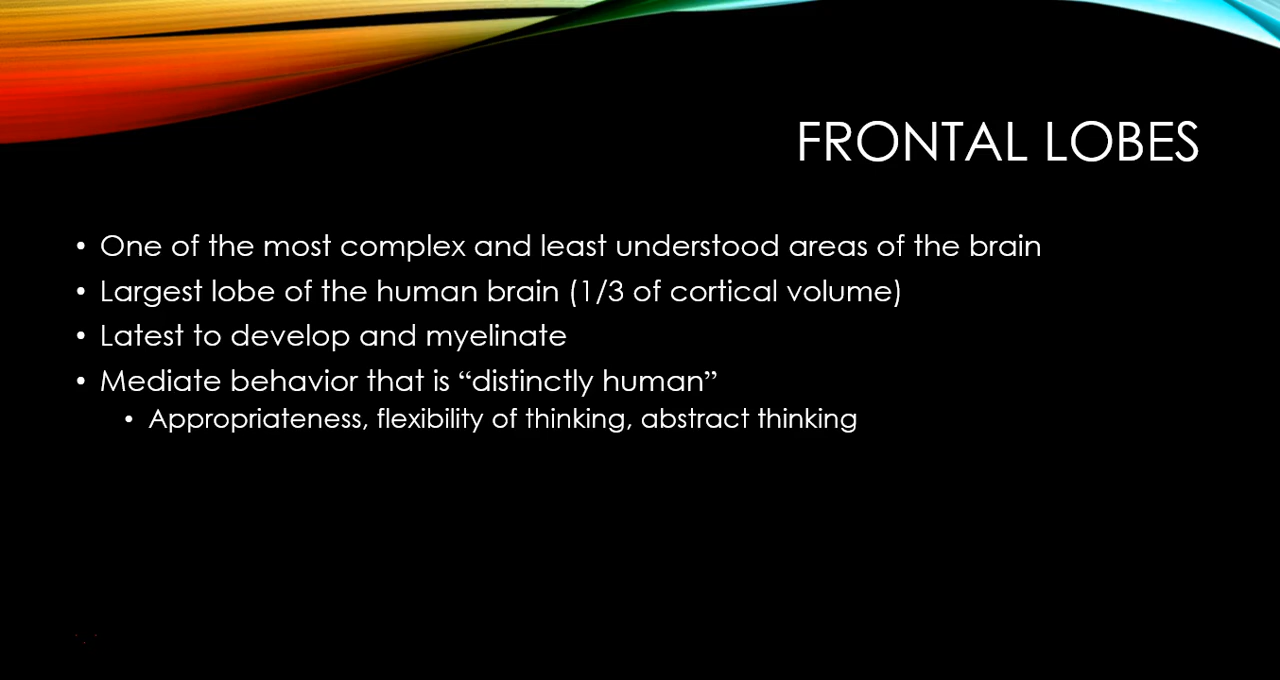 FRONTAL LOBES
• One of the most complex and least understood areas of the brain
• Largest lobe of the human brain (1/3 of cortical volume)
• Latest to develop and myelinate
• Mediate behavior that is “distinctly human”
• Appropriateness, flexibility of thinking, abstract thinking